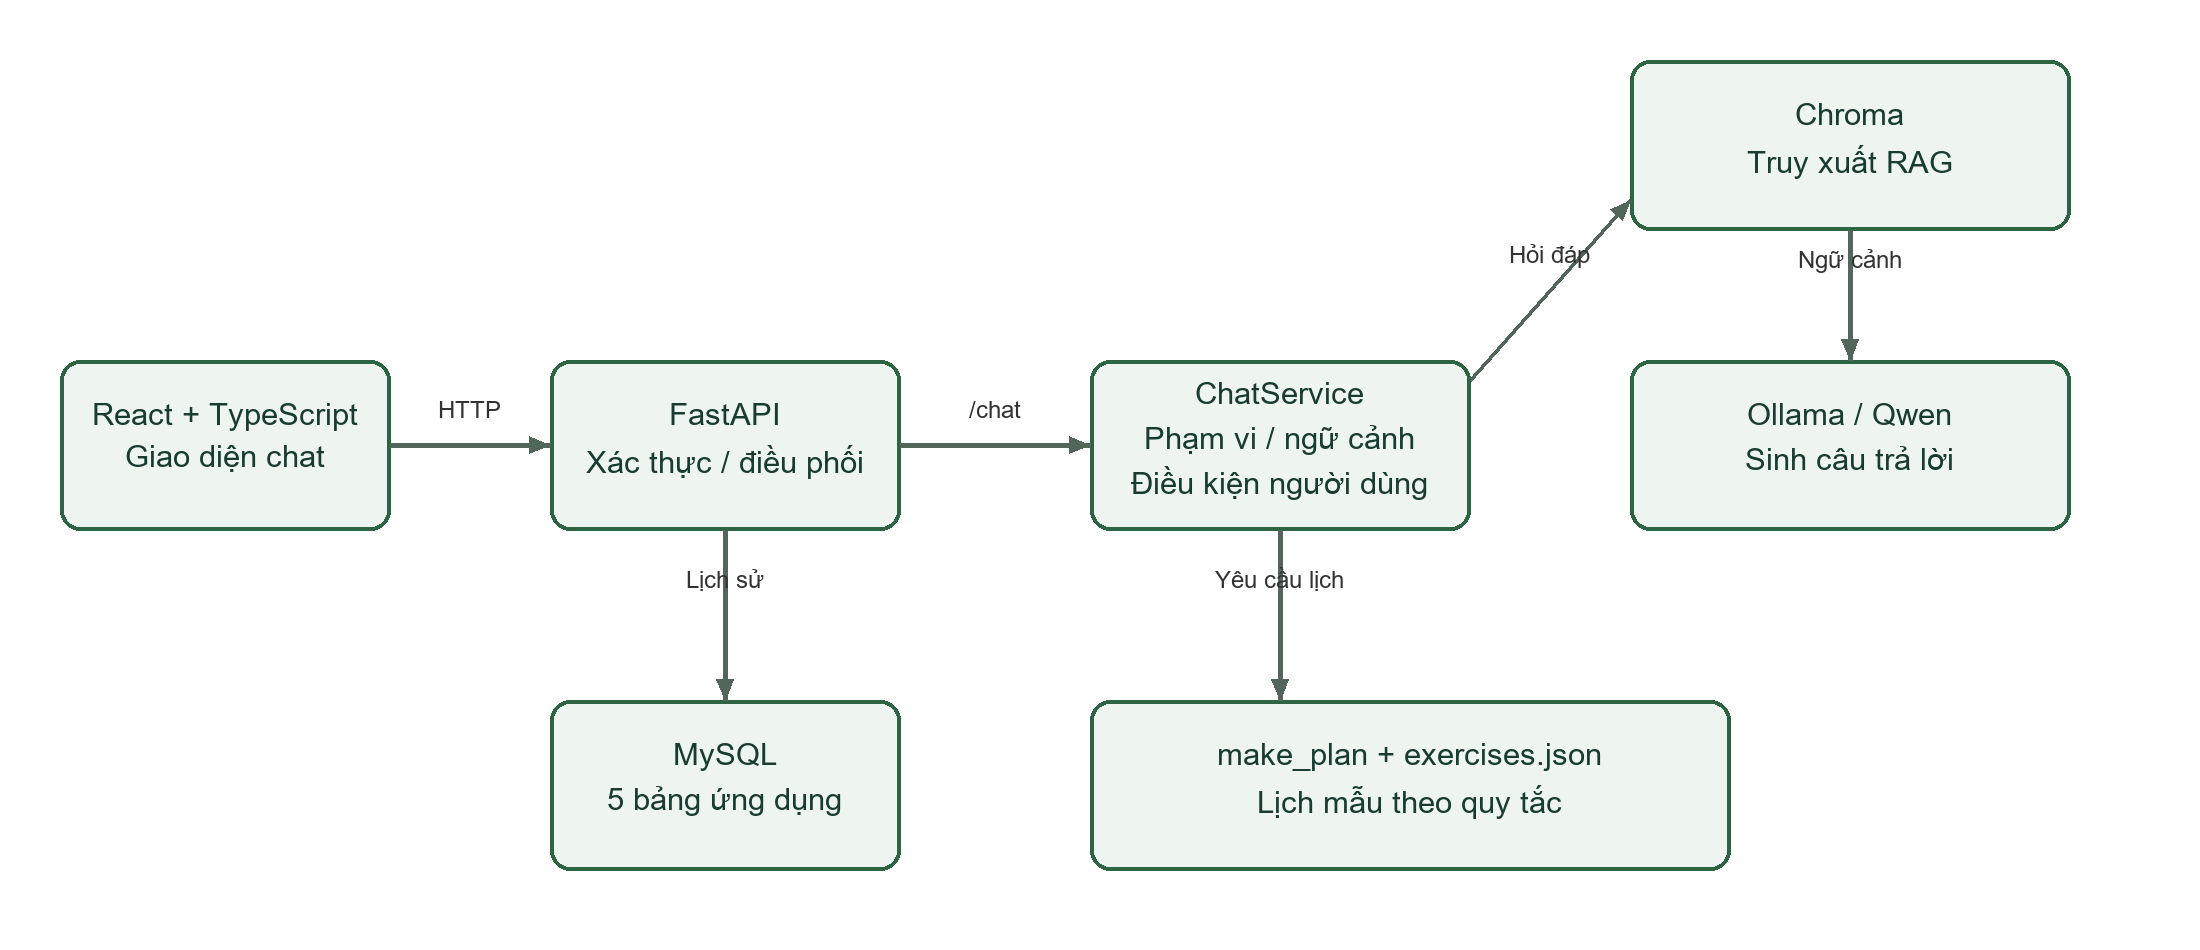 Chroma
Truy xuất RAG
Hỏi đáp
Ngữ cảnh
React + TypeScript
Giao diện chat
HTTP
FastAPI
Xác thực / điều phối
/chat
ChatService
Phạm vi / ngữ cảnh
Điều kiện người dùng
Ollama / Qwen
Sinh câu trả lời
Lịch sử
Yêu cầu lịch
MySQL
5 bảng ứng dụng
make_plan + exercises.json
Lịch mẫu theo quy tắc